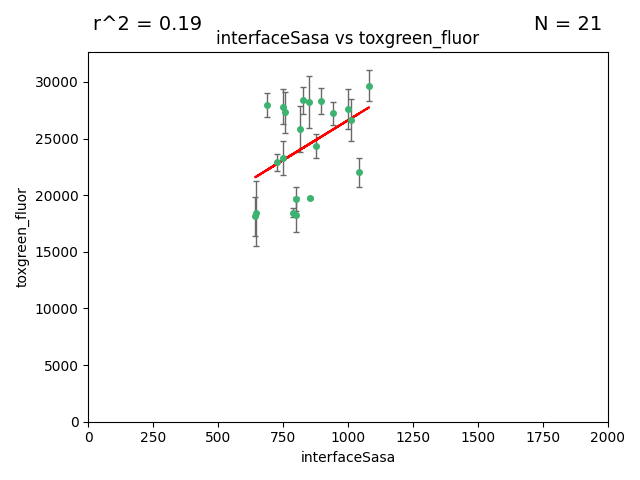 r^2 = 0.19
N = 21
interfaceSasa vs toxgreen_fluor
30000
25000
20000
15000
10000
5000
0
toxgreen_fluor
0 250 500 750 1000 1250 1500 1750 2000
interfaceSasa